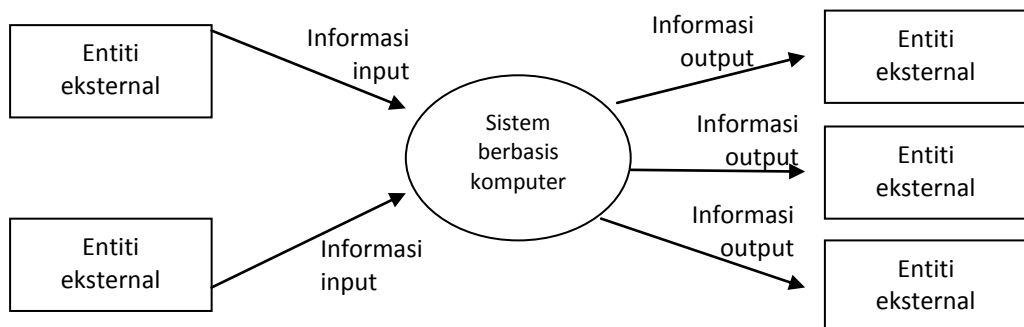 Entiti
eksternal
Informasi
input
Entiti
eksternal
Informasi
input
Sistem
berbasis
komputer
Informasi
output
Entiti
eksternal
Informasi
output
Entiti
eksternal
Informasi
output
Entiti
eksternal